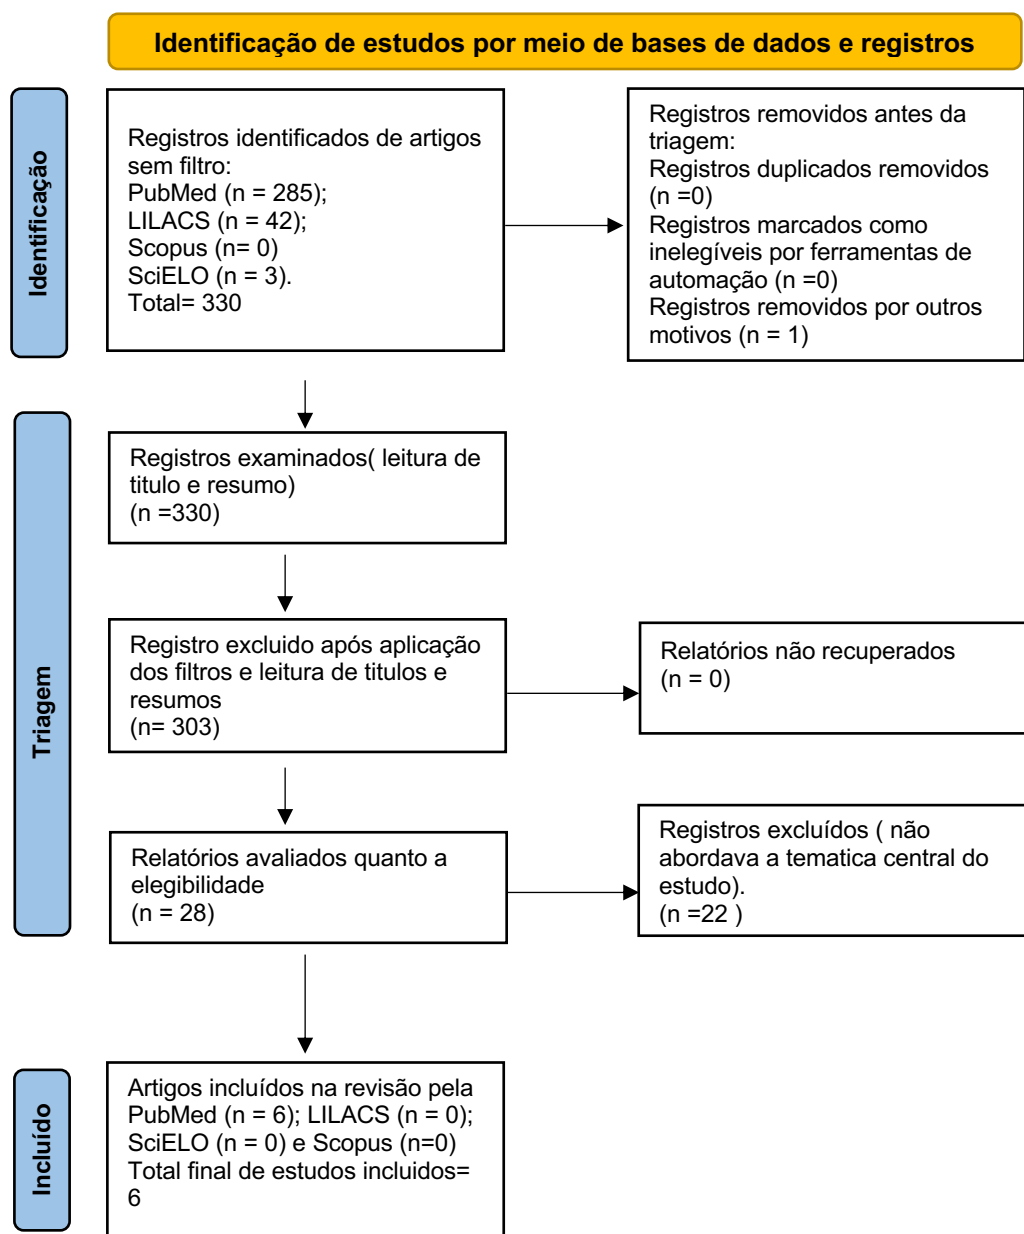 Identificação de estudos por meio de bases de dados e registros
Identificação
Registros identificados de artigos
sem filtro:
PubMed (n = 285);
LILACS (n = 42);
Scopus (n= 0)
SciELO (n = 3).
Total= 330
Registros removidos antes da
triagem:
Registros duplicados removidos
(n =0)
Registros marcados como
inelegíveis por ferramentas de
automação (n =0)
Registros removidos por outros
motivos (n = 1)
Triagem
Registros examinados( leitura de
titulo e resumo)
(n =330)
Registro excluido após aplicação
dos filtros e leitura de titulos e
resumos
(n= 303)
Relatórios não recuperados
(n = 0)
Relatórios avaliados quanto a
elegibilidade
(n = 28)
Registros excluídos ( não
abordava a tematica central do
estudo).
(n =22 )
Incluído
Artigos incluídos na revisão pela
PubMed (n = 6); LILACS (n = 0);
SciELO (n = 0) e Scopus (n=0)
Total final de estudos incluidos=
6